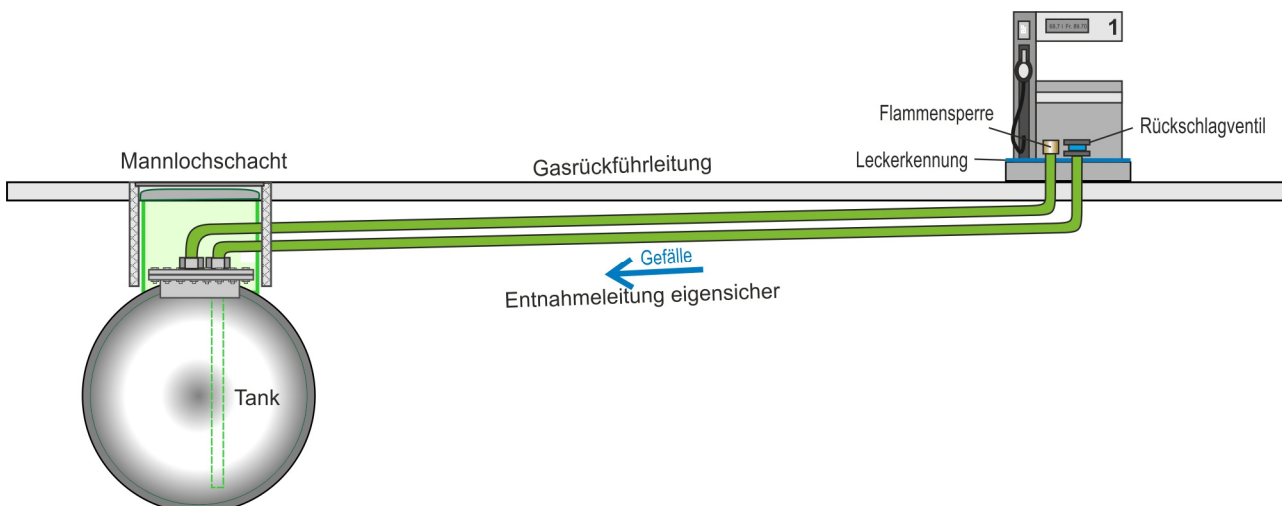 1
Flammensperre
Rückschlagventil
Mannlochschacht
Gasrückführleitung
Leckerkennung
Gefälle
Entnahmeleitung eigensicher
Tank